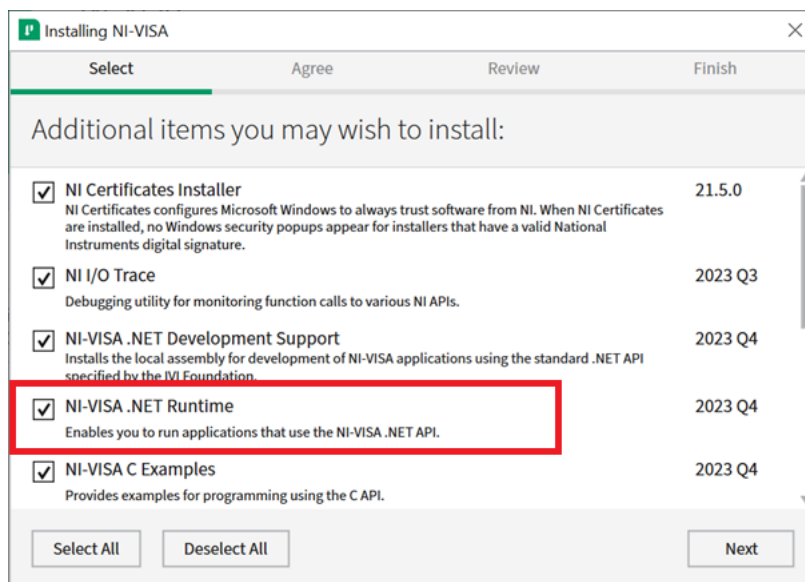 Installing NI-VISA
Select Agree Review Finish
Additional items you may wish to install:
NI Certificates Installer 21.5.0
NI Certificates configures Microsoft Windows to always trust software from NI. When NI Certificates
are installed, no Windows security popups appear for installers that have a valid National
Instruments digital signature.
NI I/O Trace 2023 Q3
Debugging utility for monitoring function calls to various NI APIs.
NI-VISA .NET Development Support 2023 Q4
Installs the local assembly for development of NI-VISA applications using the standard .NET API
specified by the IVI Foundation.
NI-VISA .NET Runtime 2023 Q4
Enables you to run applications that use the NI-VISA .NET API.
NI-VISA C Examples 2023 Q4
Provides examples for programming using the C API.
Select All Deselect All Next